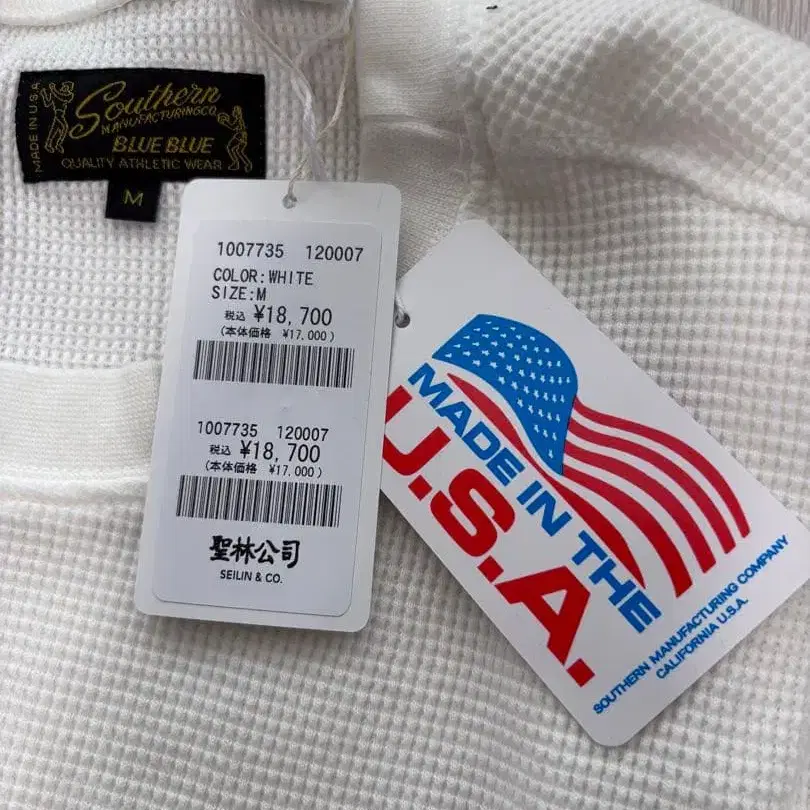 MADE IN U.S.A
Southern
MANUFACTURING CO.
BLUE BLUE
QUALITY ATHLETIC WEAR
M
1007735 120007
COLOR:WHITE
SIZE:M
税込 ¥18,700
(本体価格 ¥17,000)
1007735 120007
税込 ¥18,700
(本体価格 ¥17,000)
聖林公司
SEILIN & CO.
MADE IN THE
U.S.A.
SOUTHERN MANUFACTURING COMPANY
CALIFORNIA U.S.A.